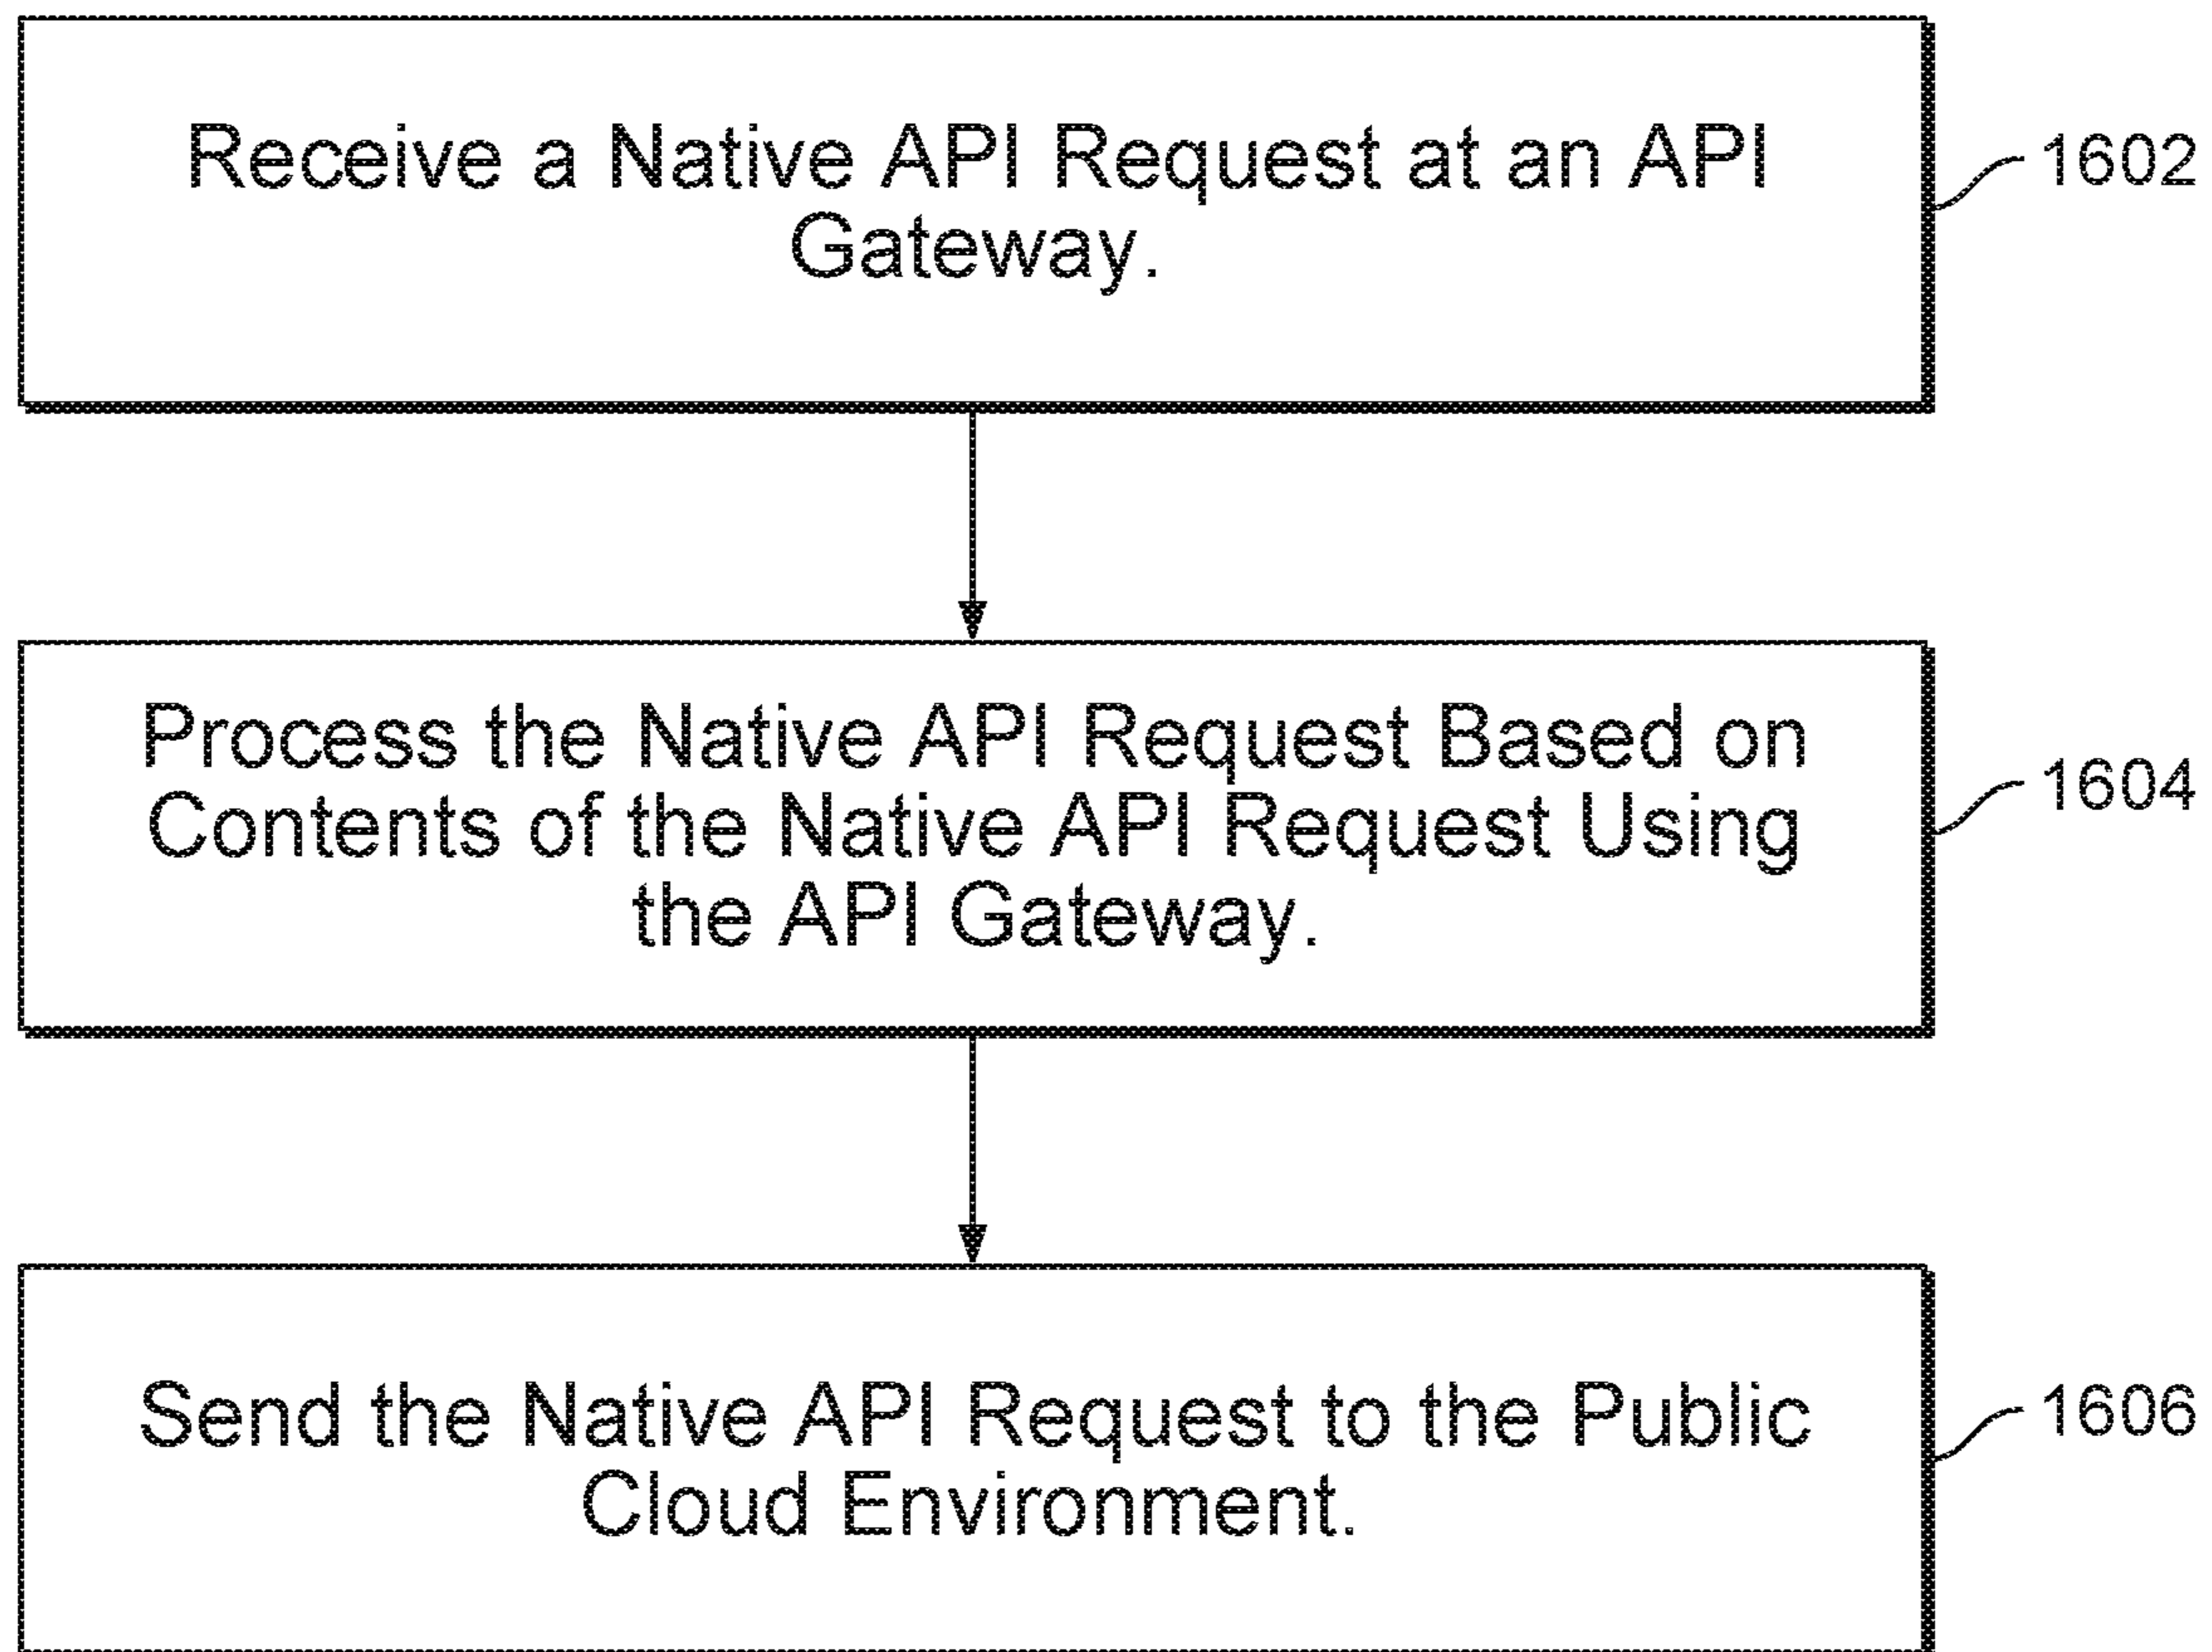 Receive a Native API Request at an API
Gateway.
1602
Process the Native API Request Based on
Contents of the Native API Request Using
the API Gateway.
1604
Send the Native API Request to the Public
Cloud Environment.
1606